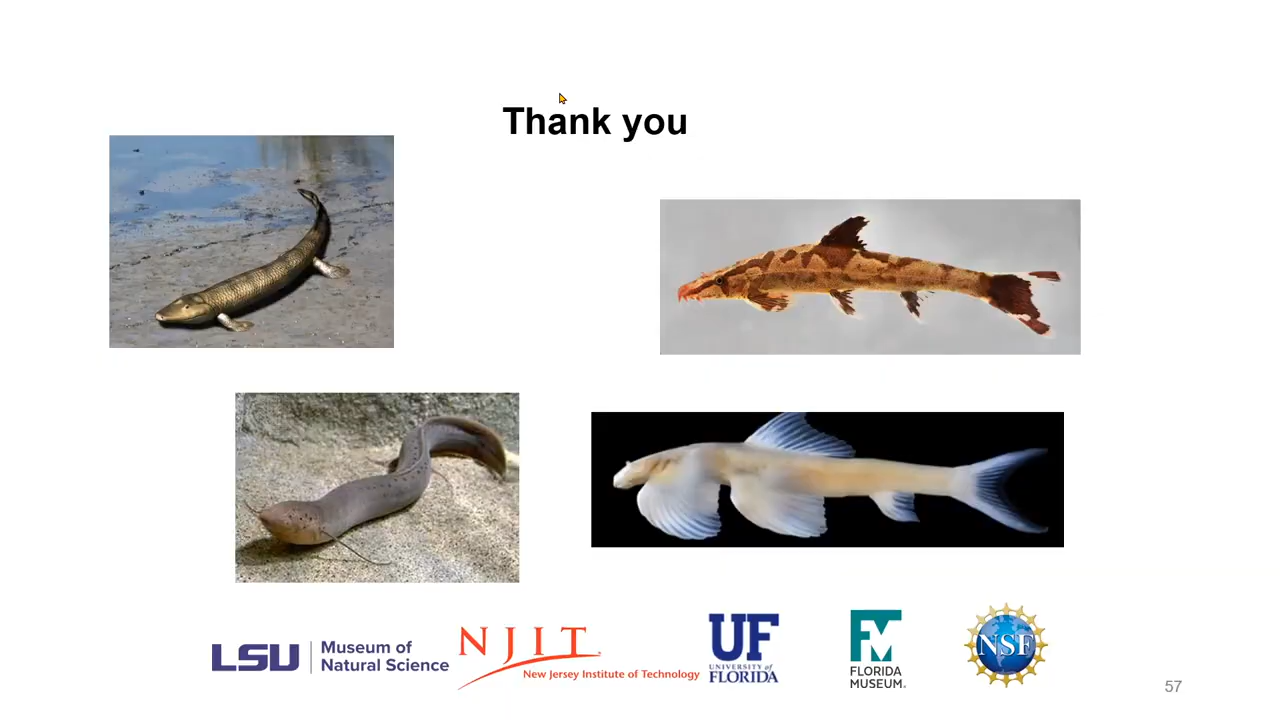 Thank you
LSU
Museum of
Natural Science
NJIT
New Jersey Institute of Technology
UF
UNIVERSITY of
FLORIDA
FM
FLORIDA
MUSEUM.
NSF
57